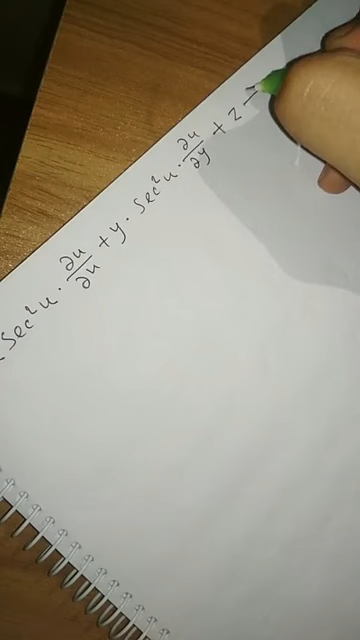 sec²u · ∂u/∂u + y · sec²u · ∂u/∂y + z